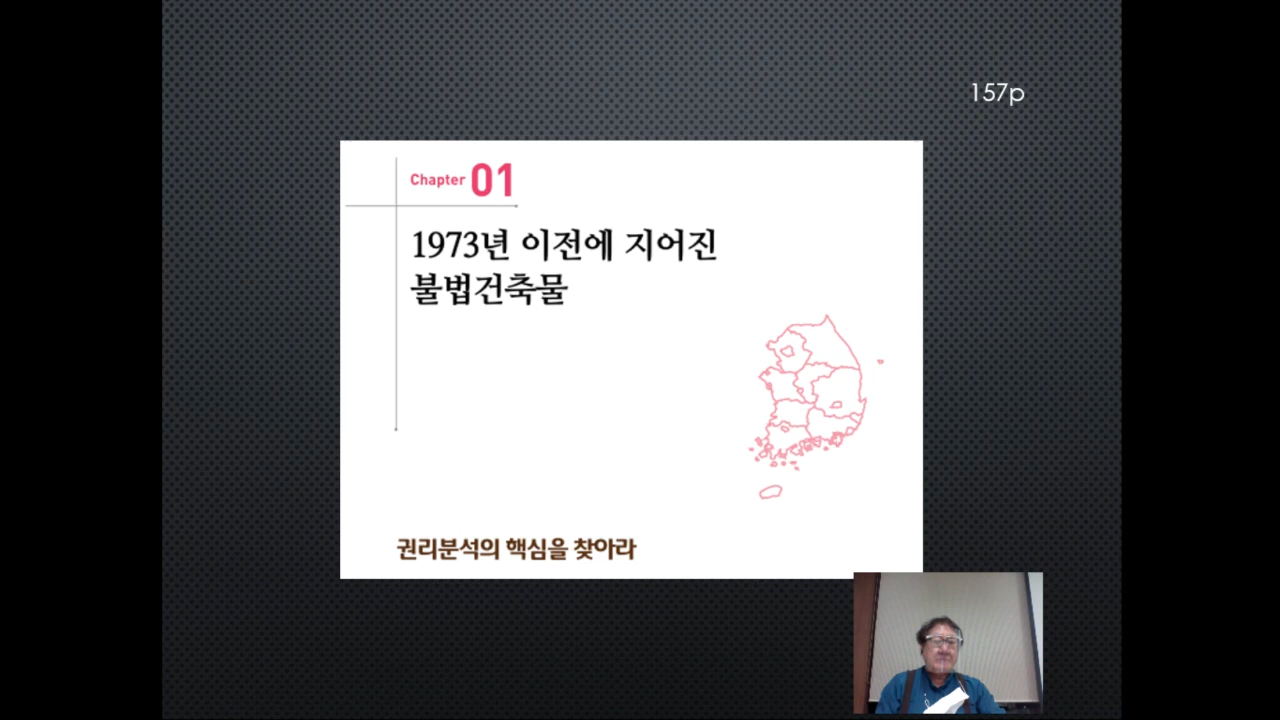 157p
Chapter 01
1973년 이전에 지어진
불법건축물
권리분석의 핵심을 찾아라